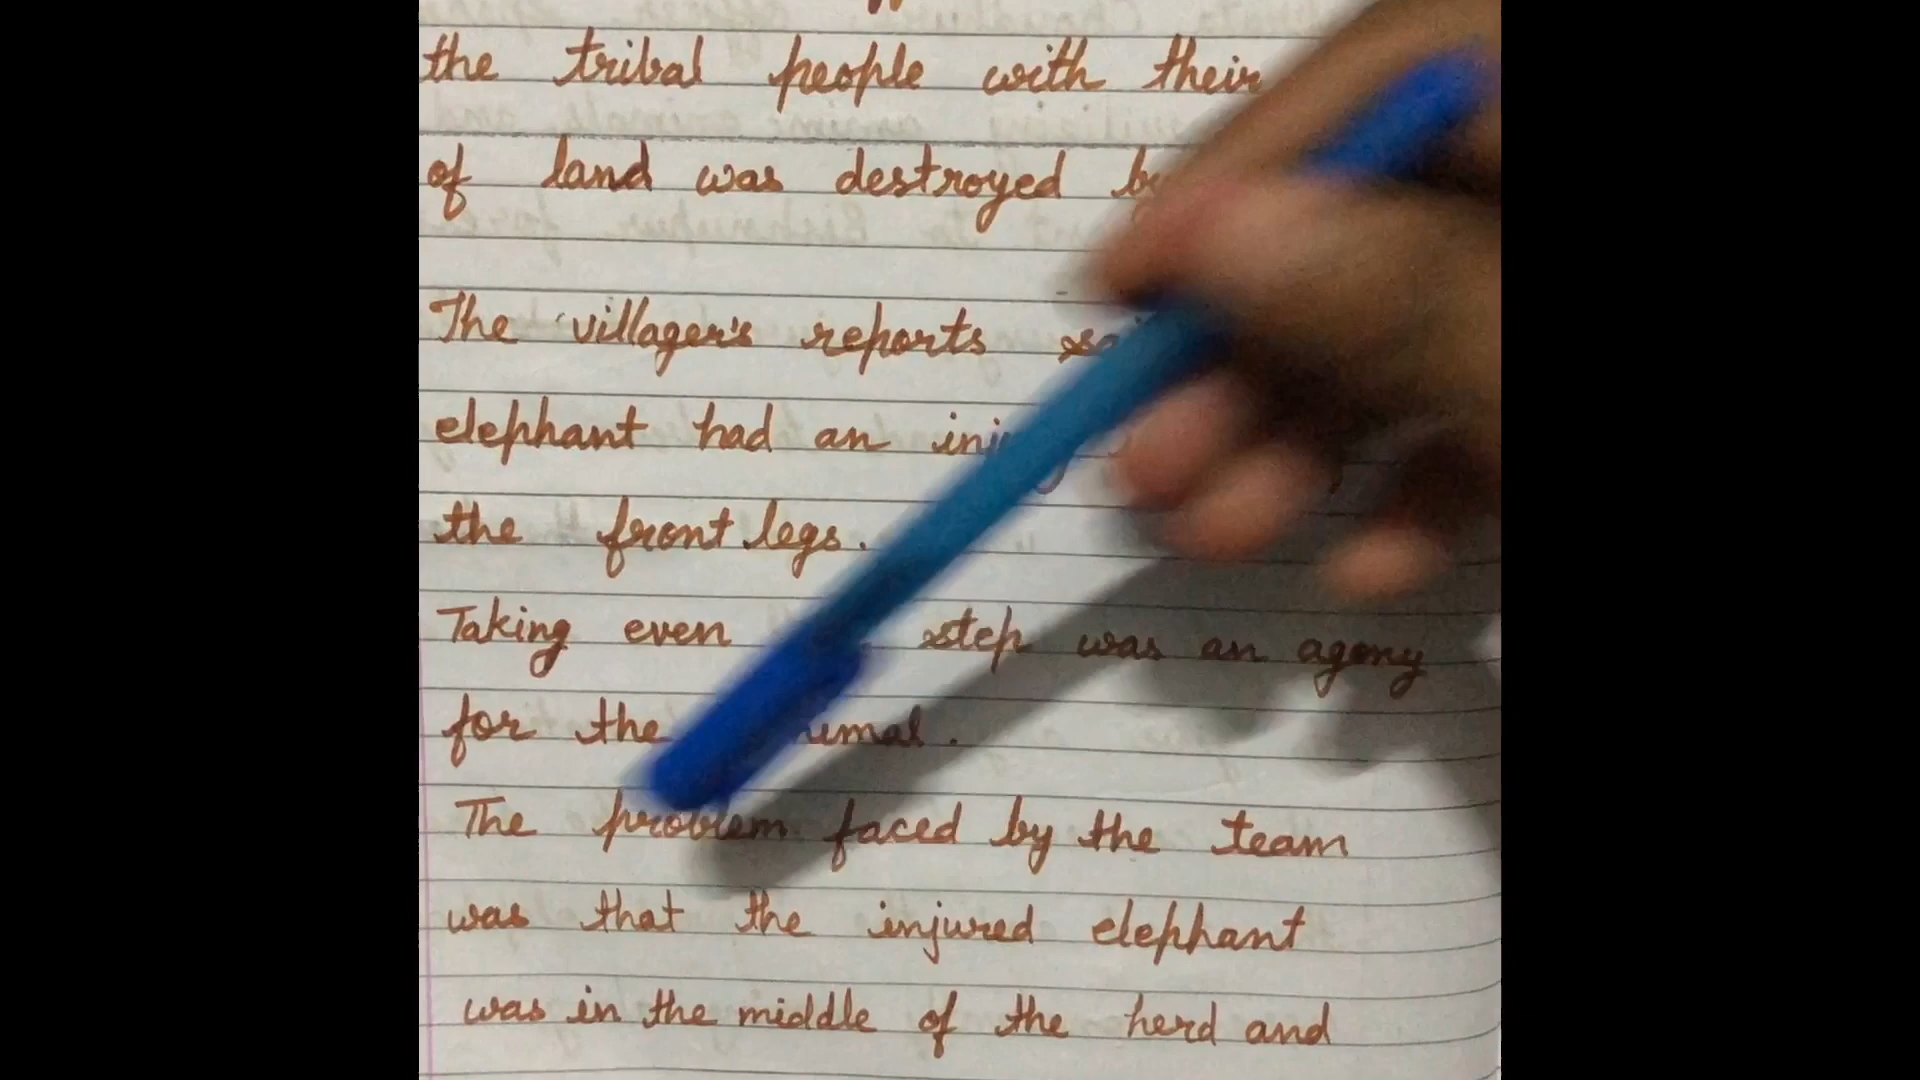 the tribal people with their
of land was destroyed
The villager's reports
elephant had an
the front legs.
Taking even step was an agony
for the
The problem faced by the team
was that the injured elephant
was in the middle of the herd and